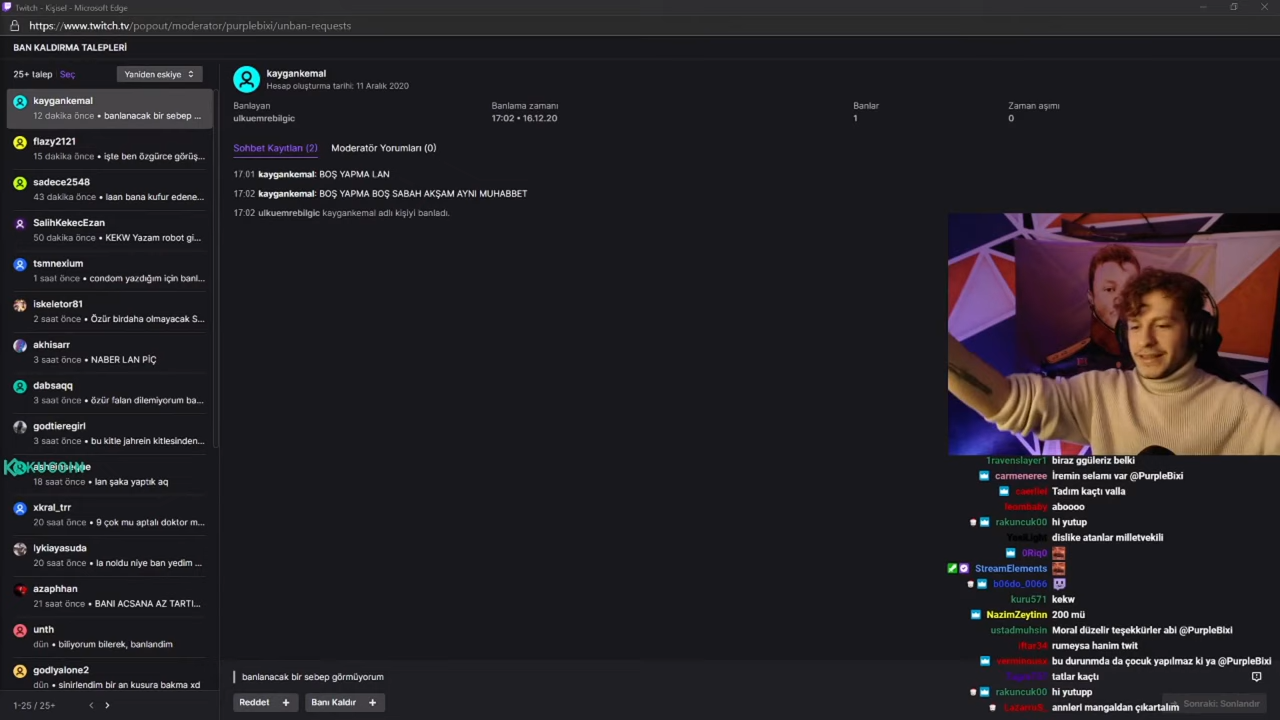 Twitch - Kişisel - Microsoft Edge
https://www.twitch.tv/popout/moderator/purplebixi/unban-requests
BAN KALDIRMA TALEPLERİ
25+ talep Seç Yeniden eskiye
kaygankemal
12 dakika önce • banlanacak bir sebep ...
flazy2121
15 dakika önce • işte ben özgürce görüş...
sadece2548
43 dakika önce • laan bana kufur edene...
SalihKekecEzan
50 dakika önce • KEKW Yazam robot gi...
tsmnexium
1 saat önce • condom yazdığım için banl...
iskeletor81
2 saat önce • Özür birdaha olmayacak S...
akhisarr
3 saat önce • NABER LAN PİÇ
dabsaqq
3 saat önce • özür falan dilemiyorum ba...
godtieregirl
3 saat önce • bu kitle jahrein kitlesinden...
18 saat önce • lan şaka yaptık aq
xkral_trr
20 saat önce • 9 çok mu aptalı doktor m...
lykiayasuda
20 saat önce • la noldu niye ban yedim ...
azaphhan
21 saat önce • BANI ACSANA AZ TARTI...
unth
dün • biliyorum bilerek, banlandim
godlyalone2
dün • sinirlendim bir an kusura bakma xd
1-25 / 25+
kaygankemal
Hesap oluşturma tarihi: 11 Aralık 2020
Banlayan Banlama zamanı Banlar Zaman aşımı
ulkuemrebilgic 17:02 • 16.12.20 1 0
Sohbet Kayıtları (2) Moderatör Yorumları (0)
17:01 kaygankemal: BOŞ YAPMA LAN
17:02 kaygankemal: BOŞ YAPMA BOŞ SABAH AKŞAM AYNI MUHABBET
17:02 ulkuemrebilgic kaygankemal adlı kişiyi banladı.
banlanacak bir sebep görmüyorum
Reddet + Banı Kaldır +
1ravenslayer1 biraz ggüleriz belki
carmeneree İremin selamı var @PurpleBixi
Tadım kaçtı valla
aboooo
rakuncuk00 hi yutup
dislike atanlar milletvekili
0Riq0
StreamElements
b06do_0066
kuru571 kekw
NazimZeytinn 200 mü
ustadmuhsin Moral düzelir teşekkürler abi @PurpleBixi
iftar34 rumeysa hanim twit
bu durunmda da çocuk yapılmaz ki ya @PurpleBixi
tatlar kaçtı
rakuncuk00 hi yutupp
annleri mangaldan çıkartalım
Sonraki: Sonlandır